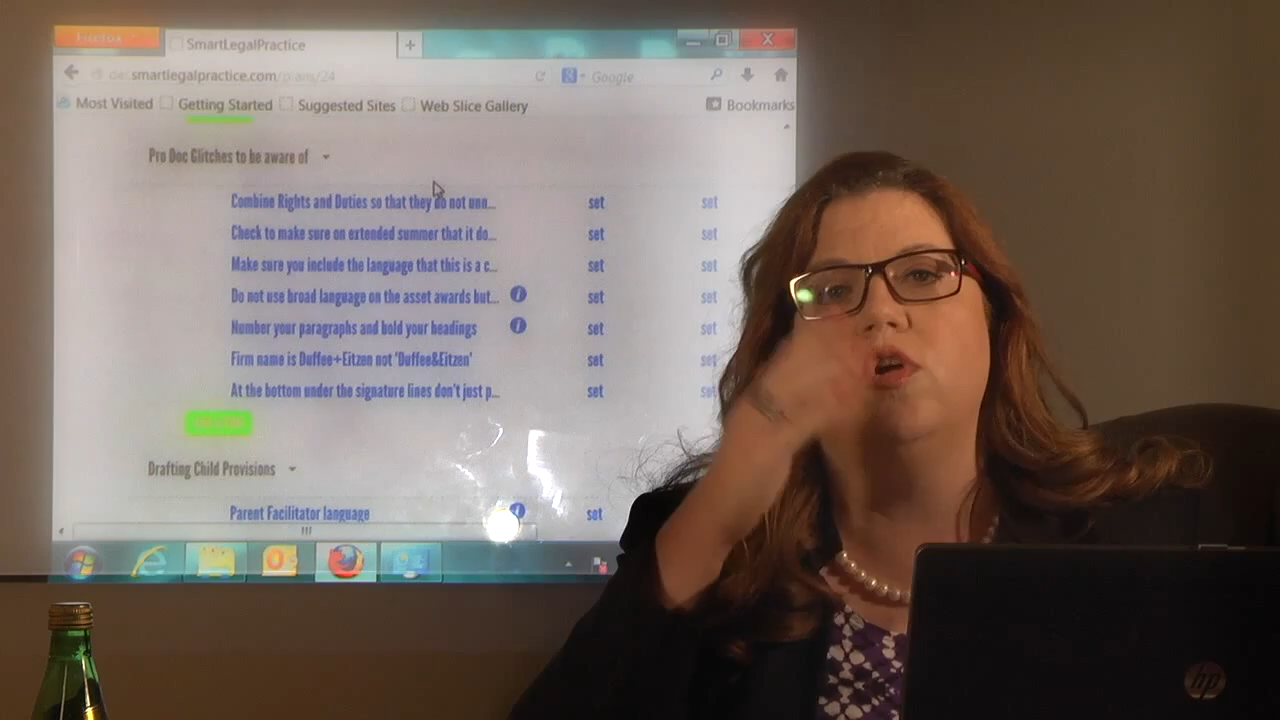 Firefox
SmartLegalPractice
+
smartlegalpractice.com/plans/24
Google
Most Visited Getting Started Suggested Sites Web Slice Gallery Bookmarks
Pro Doc Glitches to be aware of
Combine Rights and Duties so that they do not unn... set set
Check to make sure on extended summer that it do... set set
Make sure you include the language that this is a c... set set
Do not use broad language on the asset awards but... i set set
Number your paragraphs and bold your headings i set set
Firm name is Duffee+Eitzen not 'Duffee&Eitzen' set set
At the bottom under the signature lines don't just p... set set
Drafting Child Provisions
Parent Facilitator language i set
hp